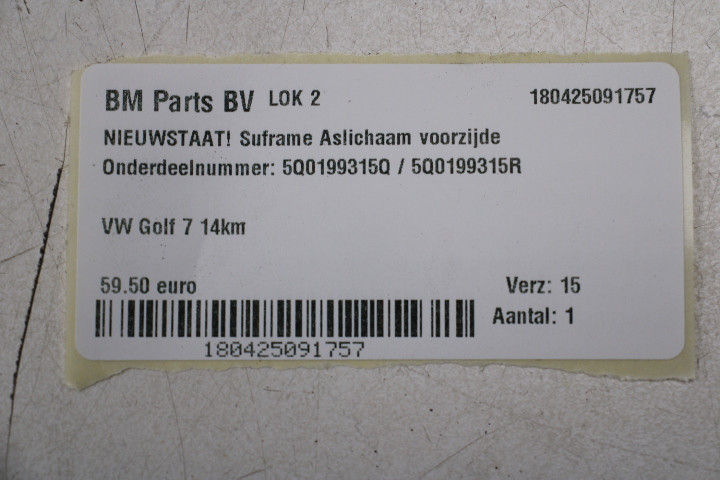 BM Parts BV LOK 2 180425091757
NIEUWSTAAT! Suframe Aslichaam voorzijde
Onderdeelnummer: 5Q0199315Q / 5Q0199315R
VW Golf 7 14km
59.50 euro Verz: 15
Aantal: 1
180425091757